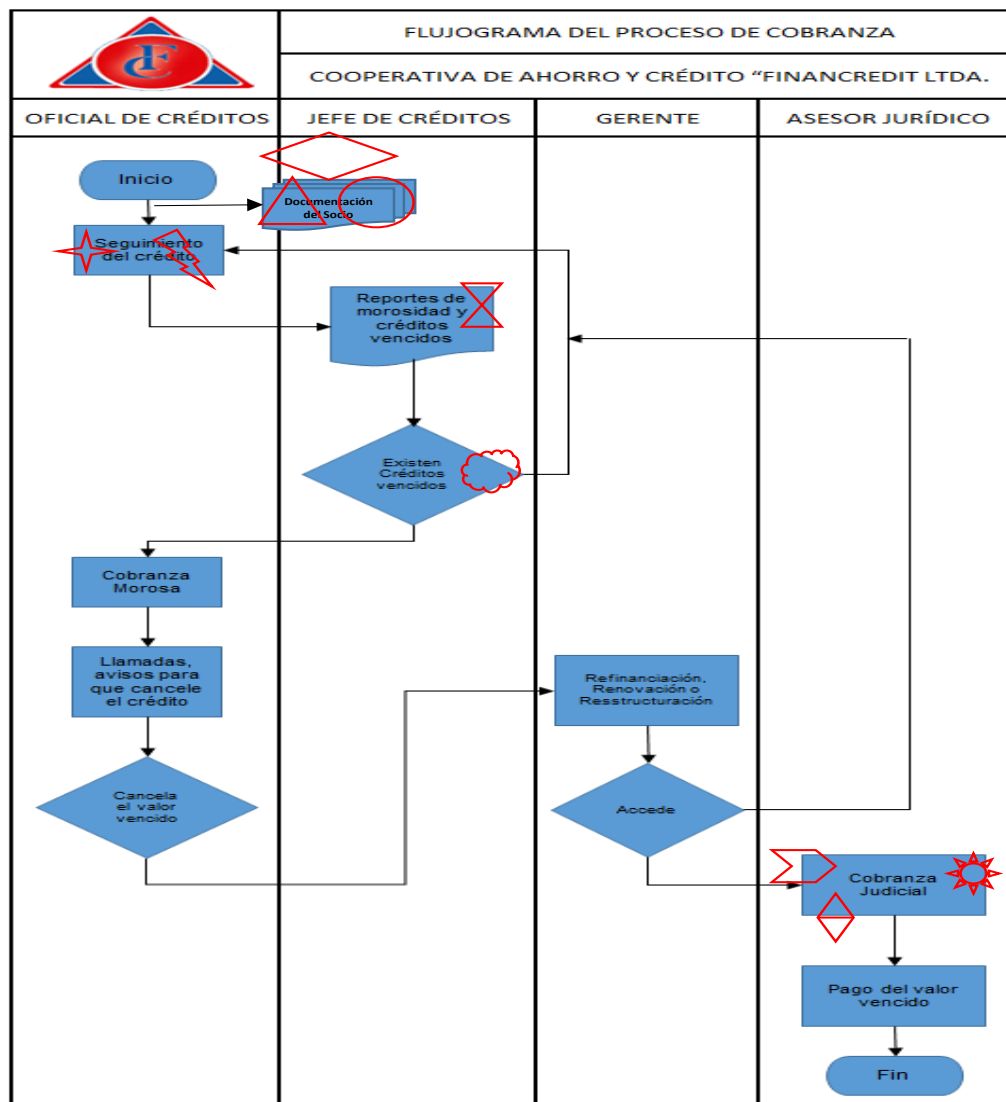 FC
FLUJOGRAMA DEL PROCESO DE COBRANZA
COOPERATIVA DE AHORRO Y CRÉDITO “FINANCREDIT LTDA.
OFICIAL DE CRÉDITOS
JEFE DE CRÉDITOS
GERENTE
ASESOR JURÍDICO
Inicio
Documentación
del Socio
Seguimiento
del crédito
Reportes de
morosidad y
créditos
vencidos
Existen
Créditos
vencidos
Cobranza
Morosa
Llamadas,
avisos para
que cancele
el crédito
Refinanciación,
Renovación o
Resstructuración
Cancela
el valor
vencido
Accede
Cobranza
Judicial
Pago del valor
vencido
Fin